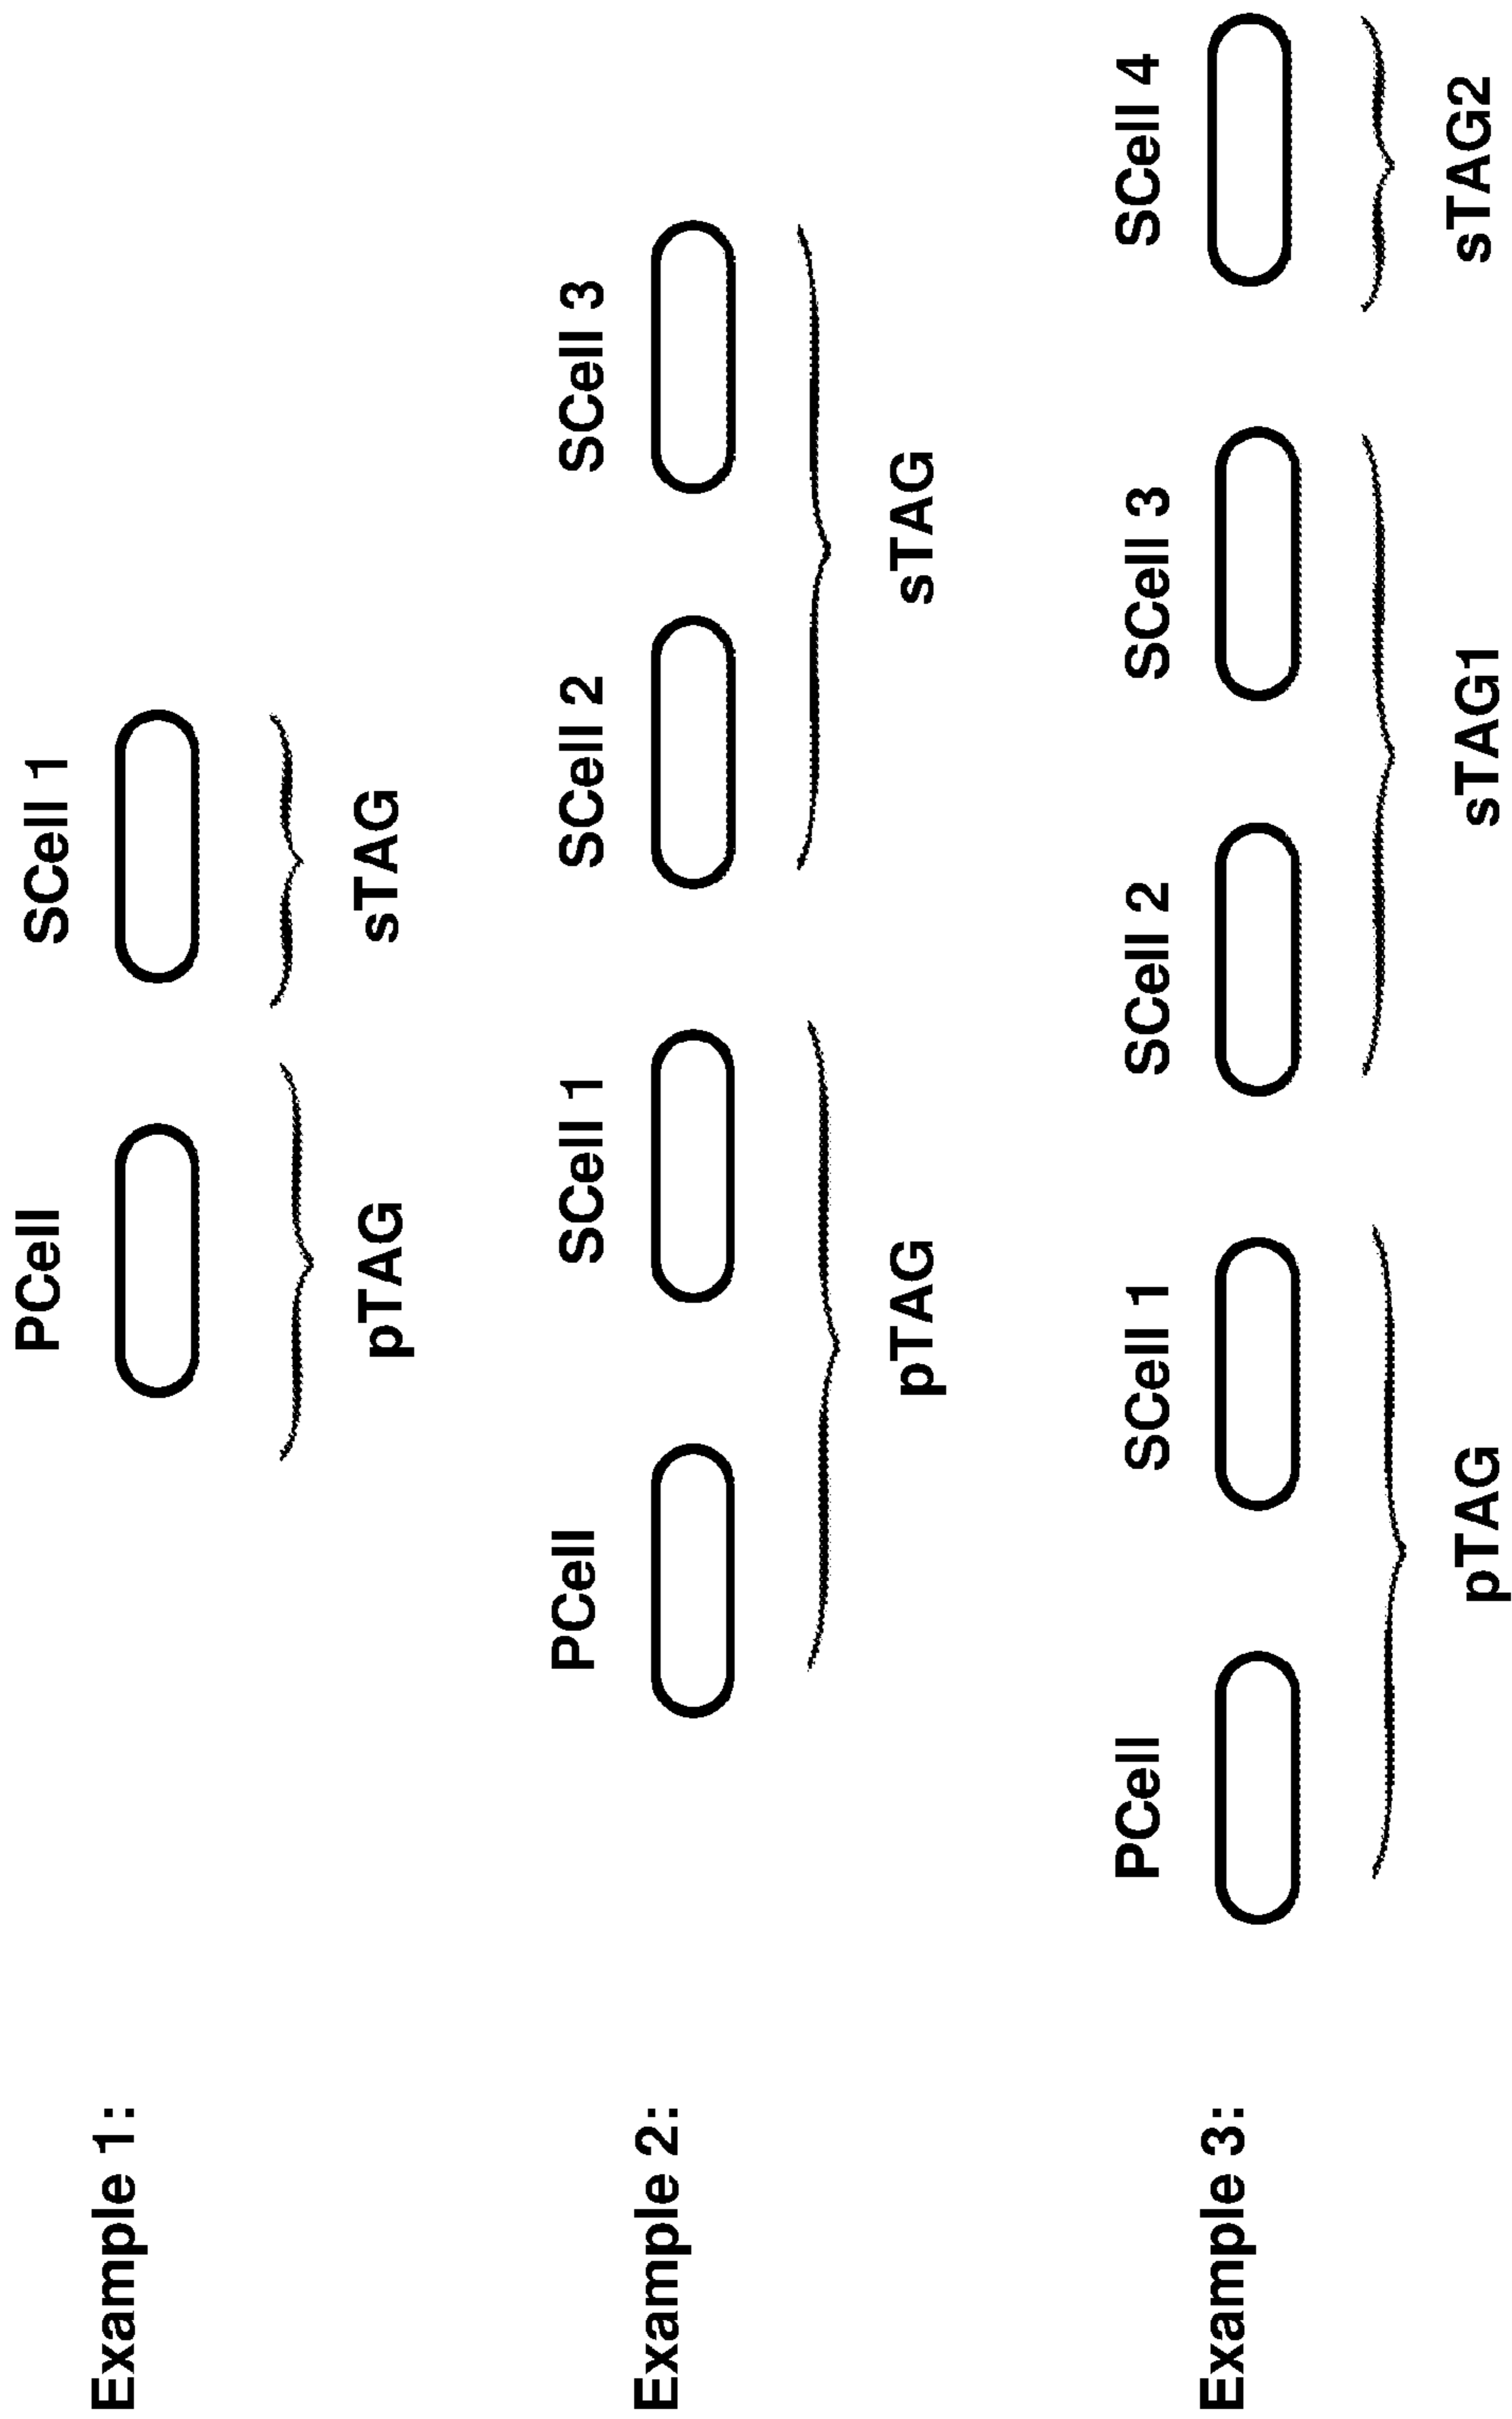 PCell SCell 1
Example 1:
pTAG sTAG
PCell SCell 1 SCell 2 SCell 3
Example 2:
pTAG sTAG
PCell SCell 1 SCell 2 SCell 3 SCell 4
Example 3:
pTAG sTAG1 sTAG2